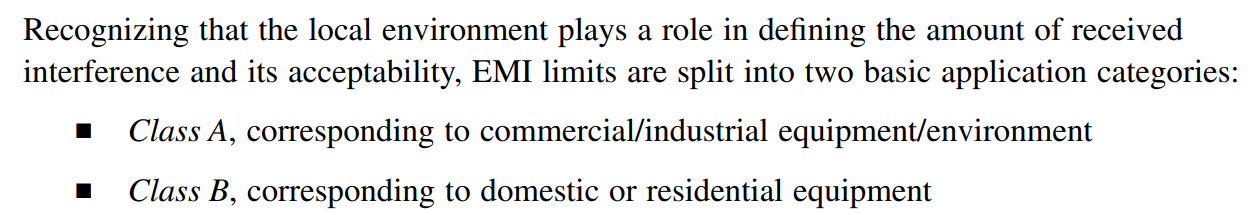 Recognizing that the local environment plays a role in defining the amount of received
interference and its acceptability, EMI limits are split into two basic application categories:
■ Class A, corresponding to commercial/industrial equipment/environment
■ Class B, corresponding to domestic or residential equipment